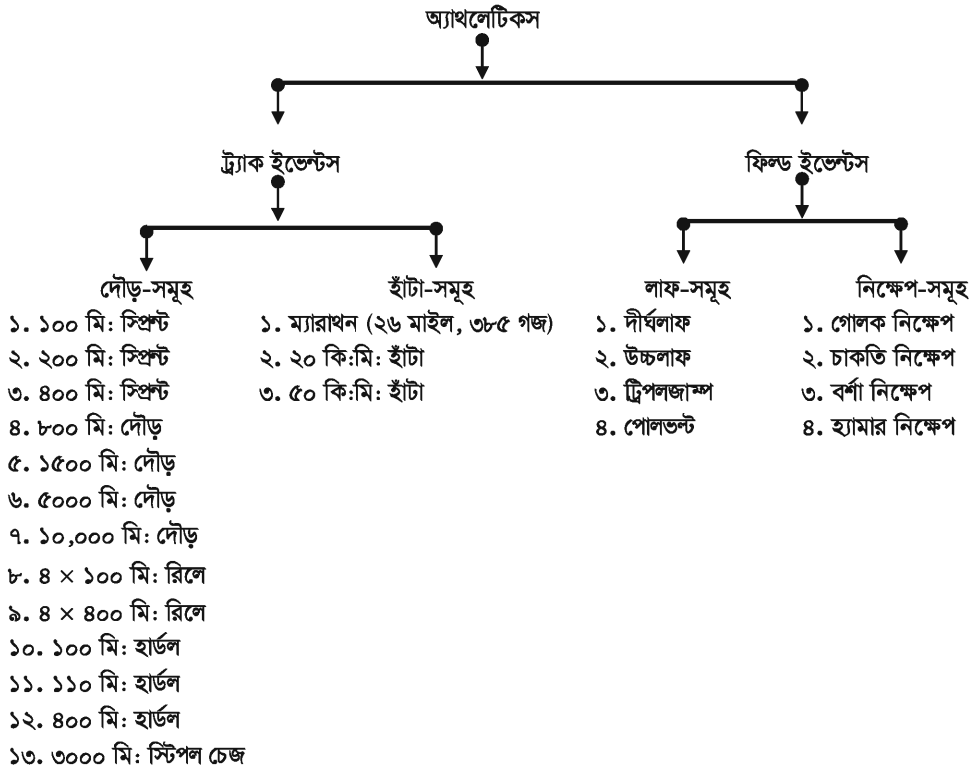 অ্যাথলেটিকস
ট্র্যাক ইভেন্টস
ফিল্ড ইভেন্টস
দৌড়-সমূহ
১. ১০০ মি: স্প্রিন্ট
২. ২০০ মি: স্প্রিন্ট
৩. ৪০০ মি: স্প্রিন্ট
৪. ৮০০ মি: দৌড়
৫. ১৫০০ মি: দৌড়
৬. ৫০০০ মি: দৌড়
৭. ১০,০০০ মি: দৌড়
৮. ৪ × ১০০ মি: রিলে
৯. ৪ × ৪০০ মি: রিলে
১০. ১০০ মি: হার্ডল
১১. ১১০ মি: হার্ডল
১২. ৪০০ মি: হার্ডল
১৩. ৩০০০ মি: স্টিপল চেজ
হাঁটা-সমূহ
১. ম্যারাথন (২৬ মাইল, ৩৮৫ গজ)
২. ২০ কি:মি: হাঁটা
৩. ৫০ কি:মি: হাঁটা
লাফ-সমূহ
১. দীর্ঘলাফ
২. উচ্চলাফ
৩. ট্রিপলজাম্প
৪. পোলভল্ট
নিক্ষেপ-সমূহ
১. গোলক নিক্ষেপ
২. চাকতি নিক্ষেপ
৩. বর্শা নিক্ষেপ
৪. হ্যামার নিক্ষেপ